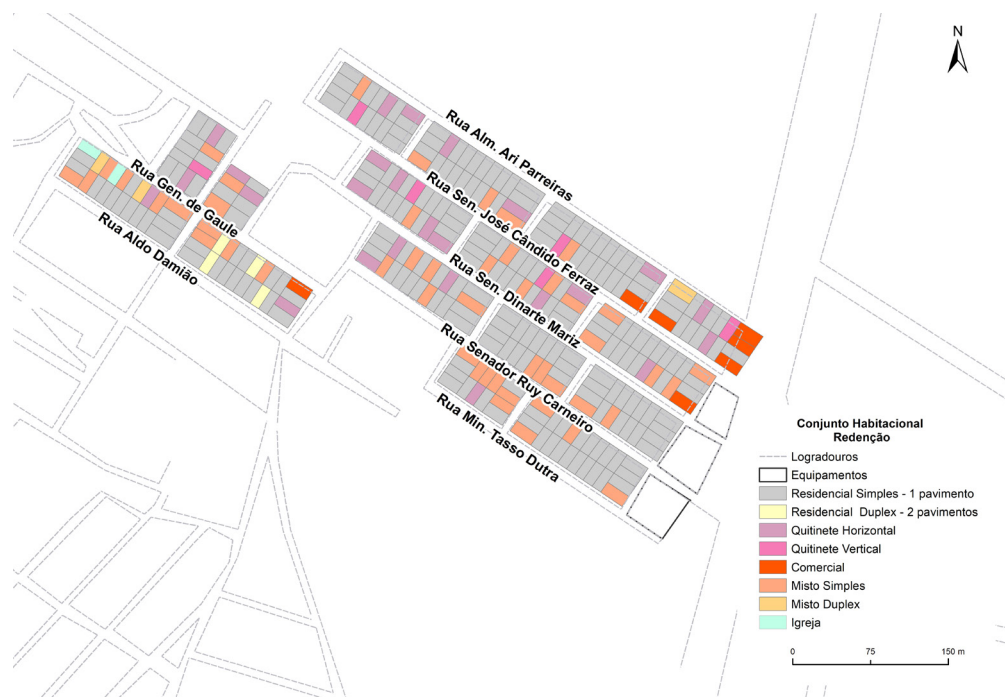 N
Rua Alm. Ari Parreiras
Rua Gen. de Gaule
Rua Sen. José Cândido Ferraz
Rua Aldo Damião
Rua Sen. Dinarte Mariz
Rua Senador Ruy Carneiro
Rua Min. Tasso Dutra
Conjunto Habitacional
Redenção
Logradouros
Equipamentos
Residencial Simples - 1 pavimento
Residencial Duplex - 2 pavimentos
Quitinete Horizontal
Quitinete Vertical
Comercial
Misto Simples
Misto Duplex
Igreja
0 75 150 m